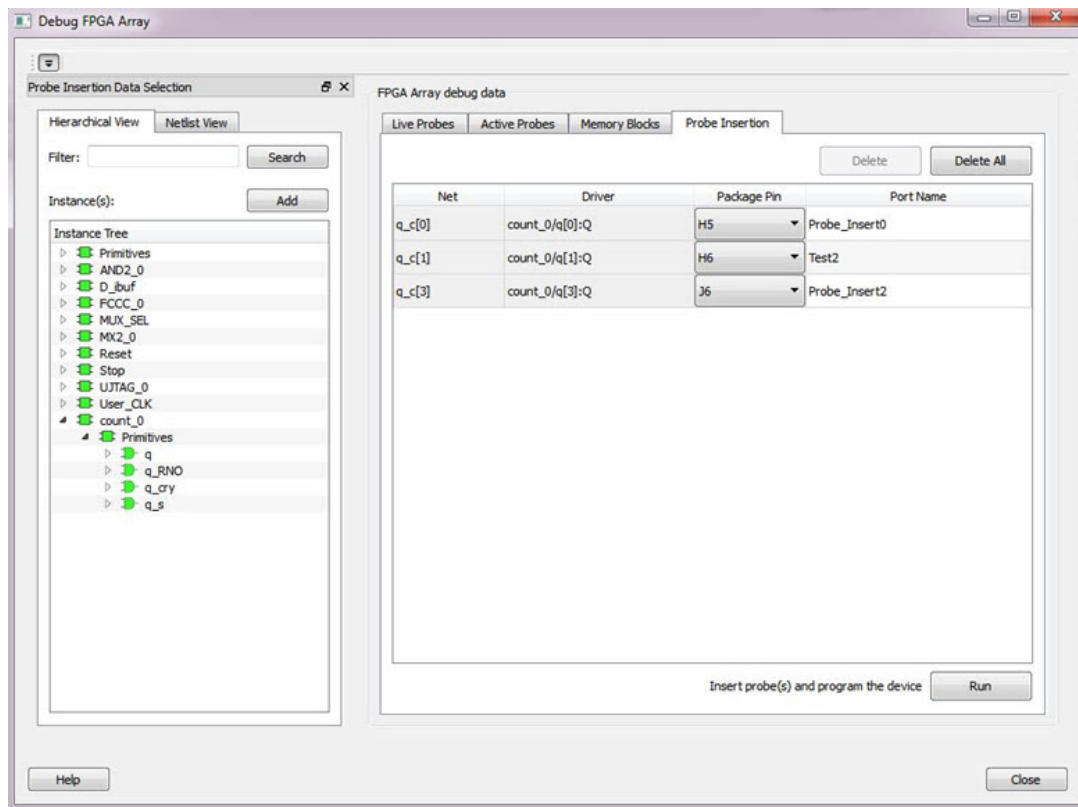 Debug FPGA Array
Probe Insertion Data Selection
Hierarchical View Netlist View
Filter: Search
Instance(s): Add
Instance Tree
Primitives
AND2_0
D_ibuf
FCCC_0
MUX_SEL
MX2_0
Reset
Stop
UJTAG_0
User_CLK
count_0
Primitives
q
q_RNO
q_cry
q_s
FPGA Array debug data
Live Probes Active Probes Memory Blocks Probe Insertion
Delete Delete All
Net Driver Package Pin Port Name
q_c[0] count_0/q[0]:Q H5 Probe_Insert0
q_c[1] count_0/q[1]:Q H6 Test2
q_c[3] count_0/q[3]:Q J6 Probe_Insert2
Insert probe(s) and program the device Run
Help Close